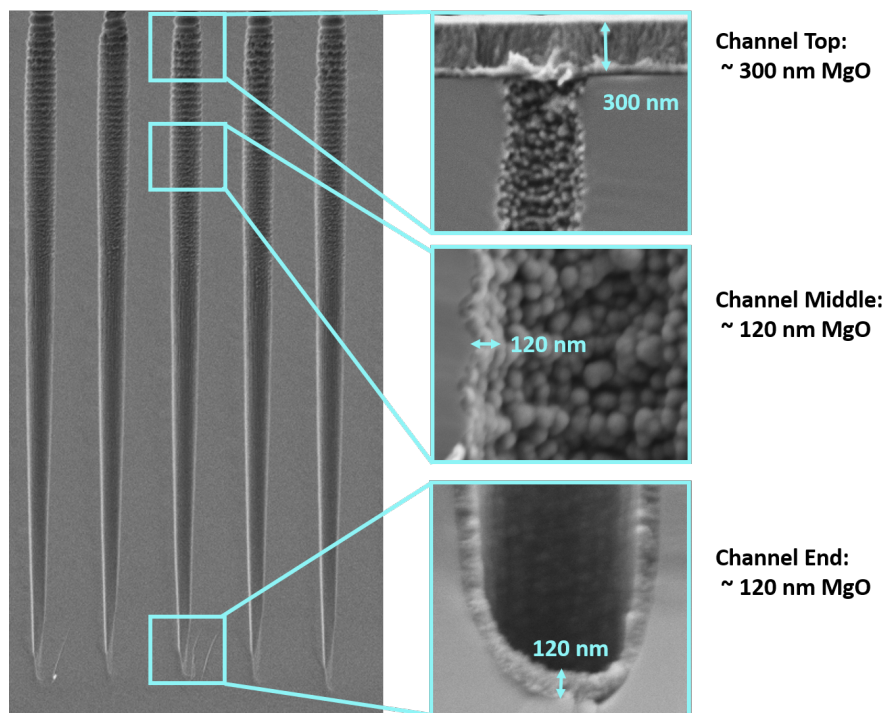 Channel Top:
~ 300 nm MgO
300 nm
Channel Middle:
~ 120 nm MgO
120 nm
Channel End:
~ 120 nm MgO
120 nm